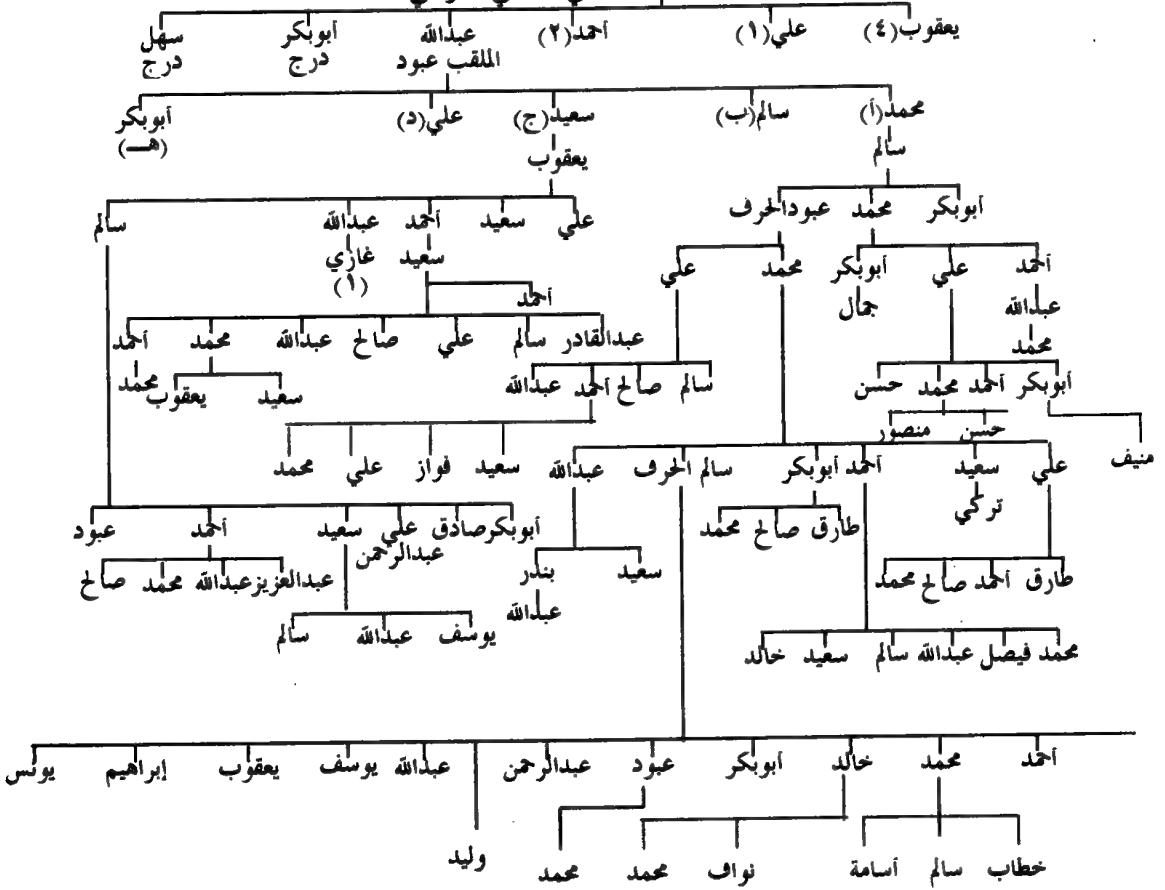 يعقوب(٤) علي(١) أحمد(٢) عبدالله أبوبكر سهل
الملقب عبود درج درج
محمد(أ) سالم(ب) سعيد(ج) علي(د) أبوبكر
(هـ)
سالم يعقوب
أبوبكر محمد عبودالحرف علي سعيد أحمد عبدالله سالم
سعيد غازي
(١)
أحمد علي أبوبكر محمد علي
عبدالله جمال أحمد
محمد عبدالقادر سالم علي صالح عبدالله محمد أحمد
أبوبكر أحمد محمد حسن سالم صالح أحمد عبدالله سعيد يعقوب محمد
حسن منصور
منيف علي سعيد أحمد أبوبكر سالم الحرف عبدالله سعيد فواز علي محمد
تركي
طارق صالح محمد أبوبكر صادق علي سعيد أحمد عبود
عبدالرحمن
طارق أحمد صالح محمد سعيد بندر عبدالعزيز عبدالله محمد صالح
عبدالله
يوسف عبدالله سالم
محمد فيصل عبدالله سالم سعيد خالد
أحمد محمد خالد أبوبكر عبود عبدالرحمن عبدالله يوسف يعقوب إبراهيم يونس
خطاب سالم أسامة نواف محمد محمد وليد